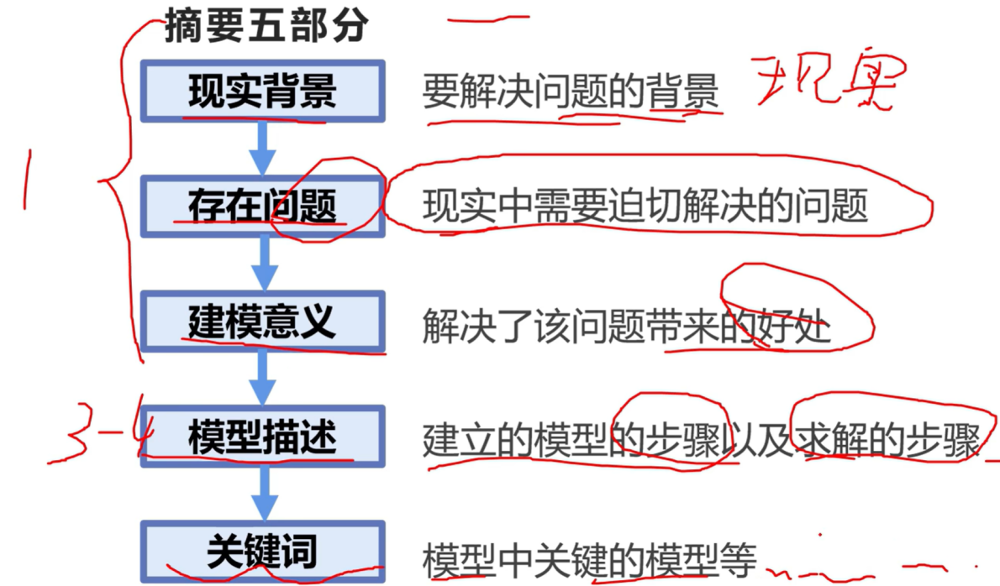 摘要五部分
现实背景 要解决问题的背景 现实
存在问题 现实中需要迫切解决的问题
1
建模意义 解决了该问题带来的好处
3-4 模型描述 建立的模型的步骤以及求解的步骤
关键词 模型中关键的模型等